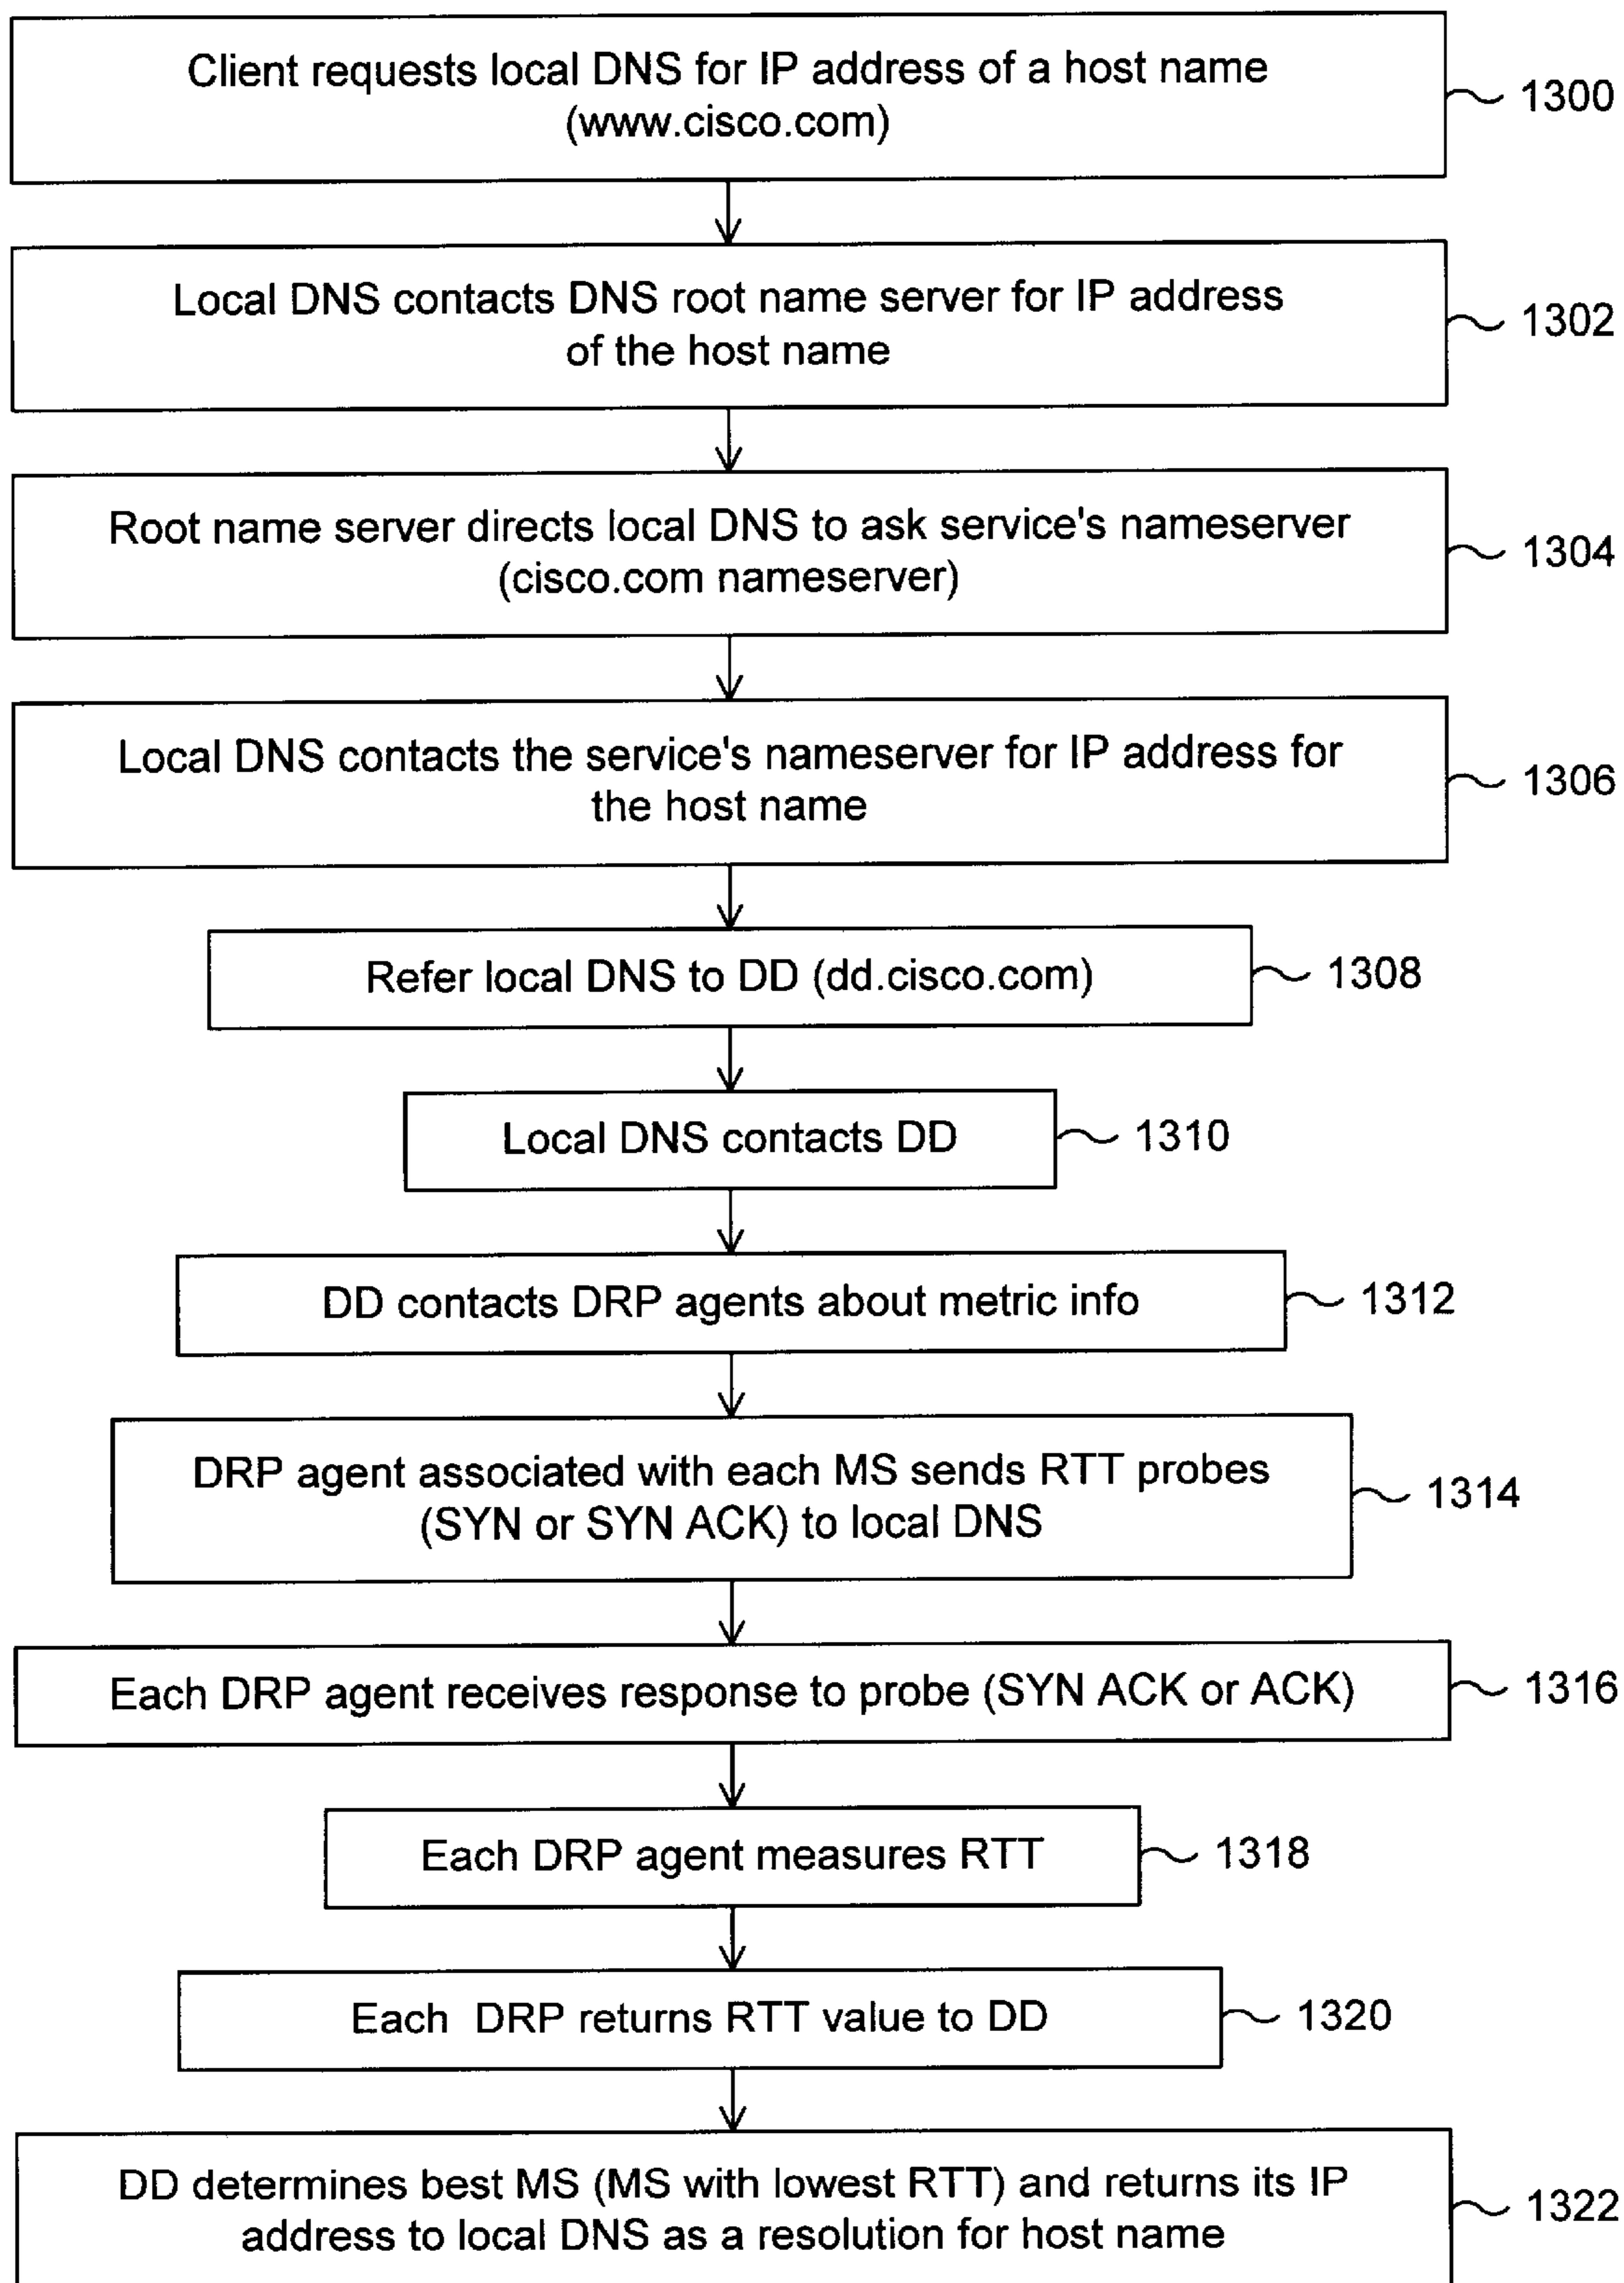 Client requests local DNS for IP address of a host name
(www.cisco.com)
1300
Local DNS contacts DNS root name server for IP address
of the host name
1302
Root name server directs local DNS to ask service's nameserver
(cisco.com nameserver)
1304
Local DNS contacts the service's nameserver for IP address for
the host name
1306
Refer local DNS to DD (dd.cisco.com)
1308
Local DNS contacts DD
1310
DD contacts DRP agents about metric info
1312
DRP agent associated with each MS sends RTT probes
(SYN or SYN ACK) to local DNS
1314
Each DRP agent receives response to probe (SYN ACK or ACK)
1316
Each DRP agent measures RTT
1318
Each DRP returns RTT value to DD
1320
DD determines best MS (MS with lowest RTT) and returns its IP
address to local DNS as a resolution for host name
1322